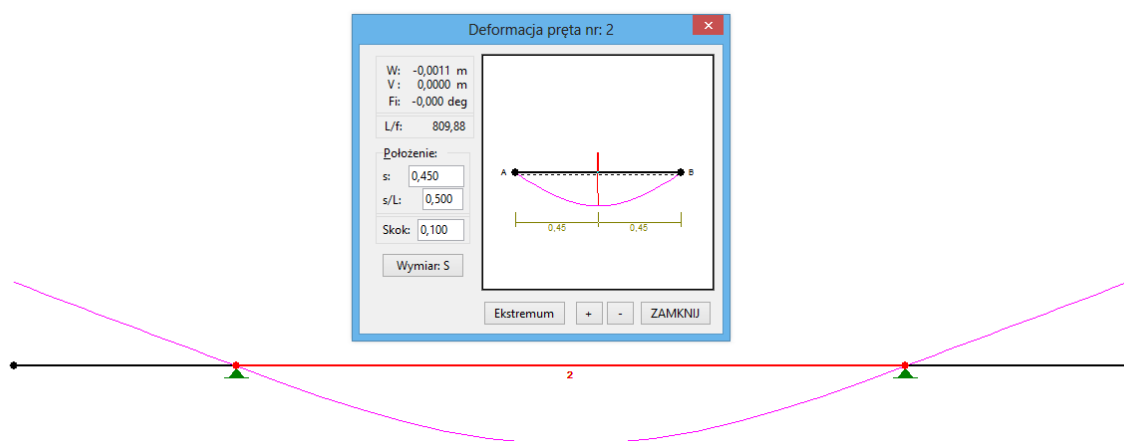 Deformacja pręta nr: 2
W: -0,0011 m
V : 0,0000 m
Fi: -0,000 deg
L/f: 809,88
Położenie:
s: 0,450
s/L: 0,500
Skok: 0,100
Wymiar: S
A B
0,45 0,45
Ekstremum + - ZAMKNIJ
2